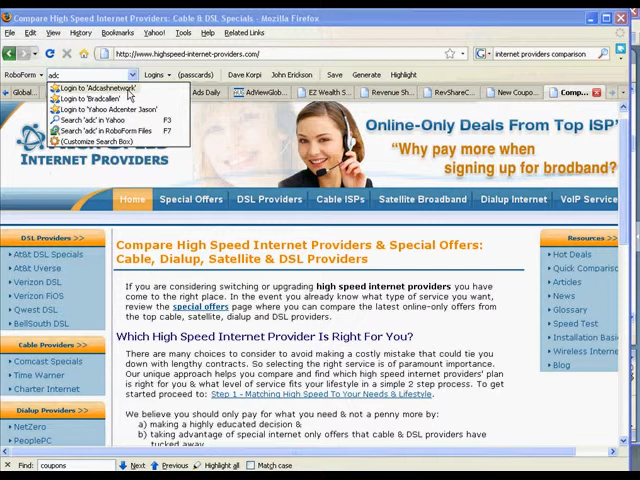 Compare High Speed Internet Providers: Cable & DSL Specials - Mozilla Firefox
File Edit View History Bookmarks Tools Help Related Links
http://www.highspeed-internet-providers.com/
internet providers comparison
RoboForm adc Logins (passcards) Dave Korpi John Erickson Save Generate Highlight
Global... Ads Daily AdViewGlob... EZ Wealth S... Revenue Sh... RevShareC... New Coupo... Comp...
Login to 'Adcashnetwork'
Login to 'Bradcallen'
Login to 'Yahoo Adcenter Jason'
Search 'adc' in Yahoo F3
Search 'adc' in RoboForm Files F7
(Customize Search Box)
INTERNET PROVIDERS
Online-Only Deals From Top ISP
"Why pay more when
signing up for brodband?
Home Special Offers DSL Providers Cable ISPs Satellite Broadband Dialup Internet VoIP Service
DSL Providers >>
At&t DSL Specials
At&t Uverse
Verizon DSL
Verizon FiOS
Qwest DSL
BellSouth DSL
Cable Providers >>
Comcast Specials
Time Warner
Charter Internet
Dialup Providers >>
NetZero
PeoplePC
Compare High Speed Internet Providers & Special Offers:
Cable, Dialup, Satellite & DSL Providers
If you are considering switching or upgrading high speed internet providers you have
come to the right place. In the event you already know what type of service you want,
review the special offers page where you can compare the latest online-only offers from
the top cable, satellite, dialup and DSL providers.
Which High Speed Internet Provider Is Right For You?
There are many choices to consider to avoid making a costly mistake that could tie you
down with lengthy contracts. So selecting the right service is of paramount importance.
Our unique approach helps you compare and find which high speed internet providers' plan
is right for you & what level of service fits your lifestyle in a simple 2 step process. To get
started proceed to: Step 1 - Matching High Speed To Your Needs & Lifestyle.
We believe you should only pay for what you need & not a penny more by:
a) making a highly educated decision &
b) taking advantage of special internet only offers that cable & DSL providers have
tucked away
Resources >>
Hot Deals
Quick Comparis
Articles
News
Glossary
Speed Test
Installation Basic
Wireless Intern
Blog
Find: coupons Next Previous Highlight all Match case